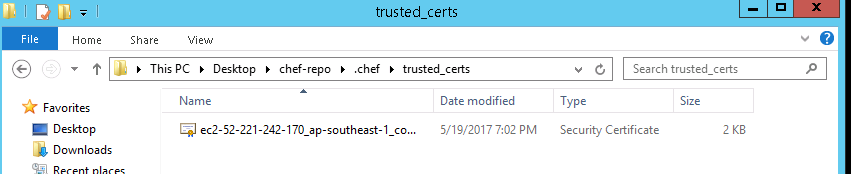 trusted_certs
File Home Share View
This PC Desktop chef-repo .chef trusted_certs Search trusted_certs
Favorites Name Date modified Type Size
Desktop ec2-52-221-242-170_ap-southeast-1_co... 5/19/2017 7:02 PM Security Certificate 2 KB
Downloads
Recent places